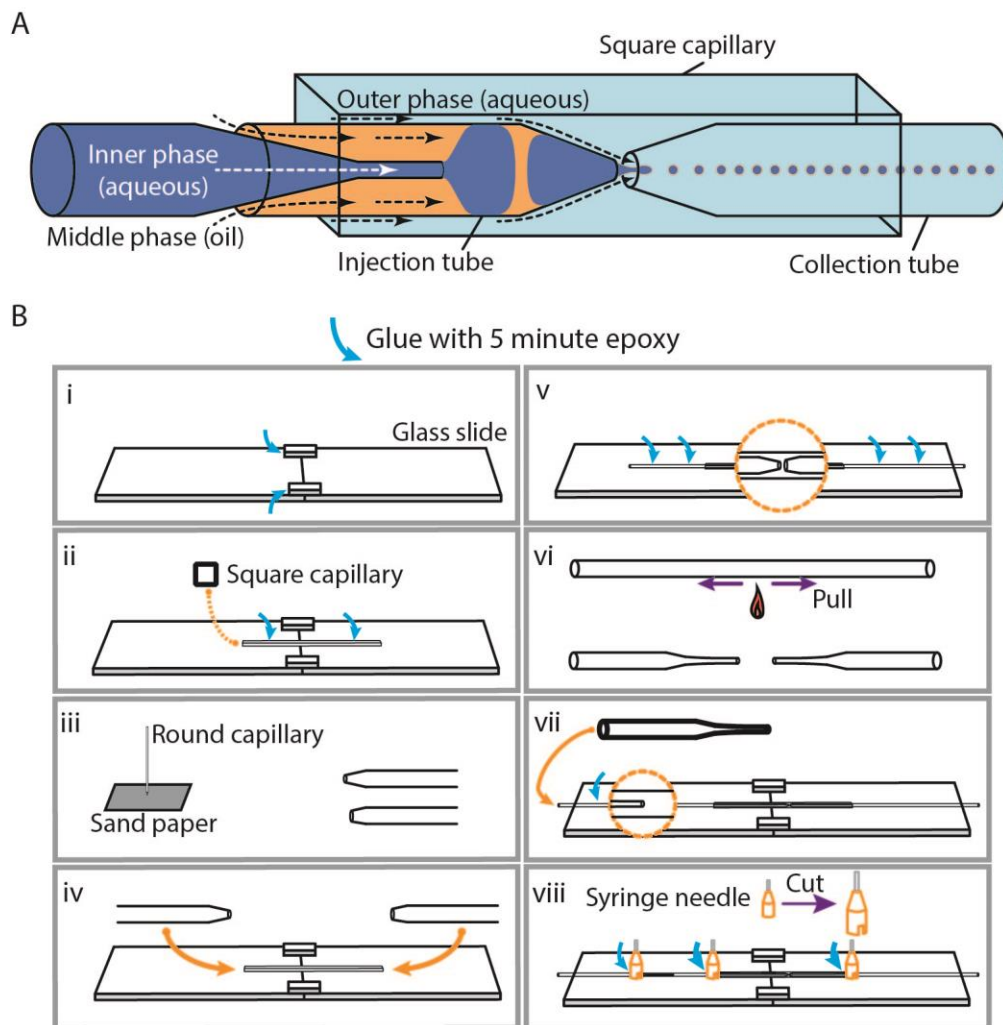 A
Square capillary
Outer phase (aqueous)
Inner phase
(aqueous)
Middle phase (oil)
Injection tube
Collection tube
B
Glue with 5 minute epoxy
i
Glass slide
ii
Square capillary
iii
Round capillary
Sand paper
iv
v
vi
Pull
vii
viii
Syringe needle
Cut